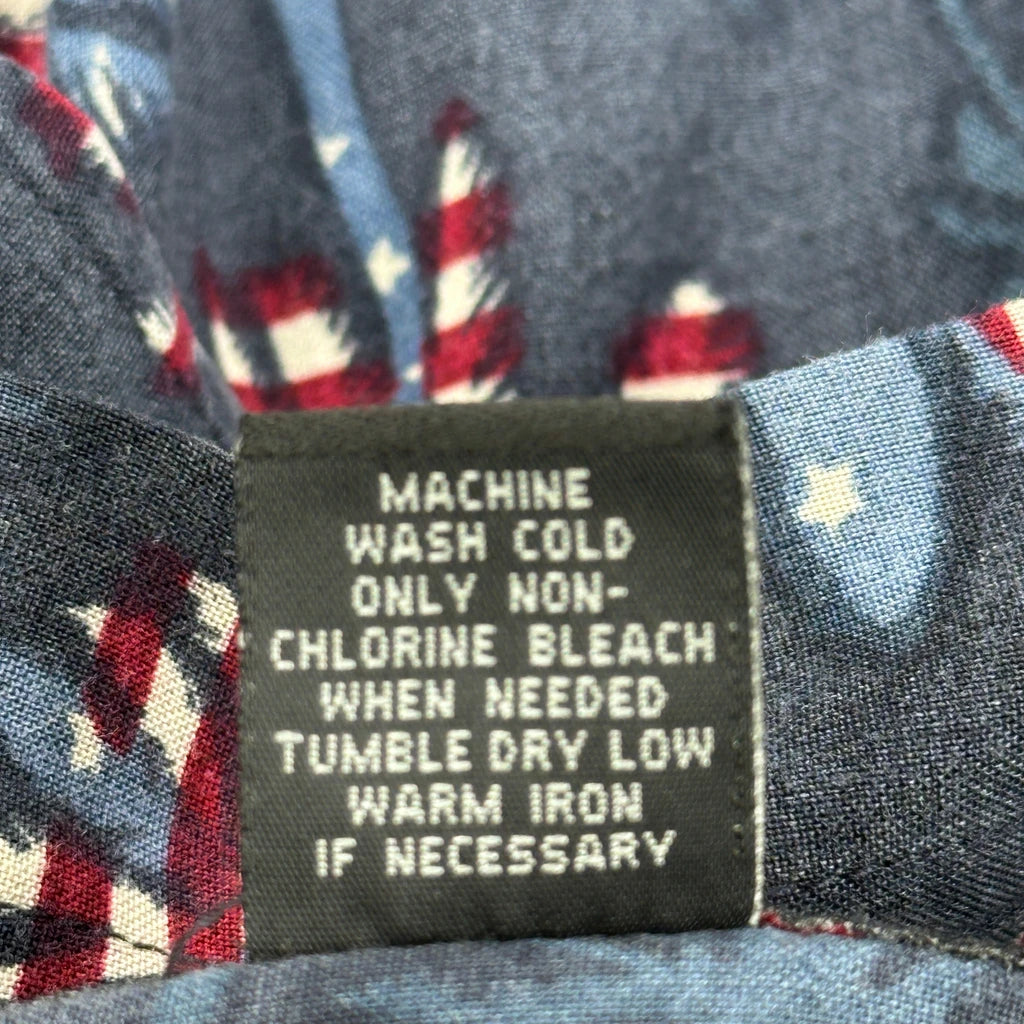 MACHINE
WASH COLD
ONLY NON-
CHLORINE BLEACH
WHEN NEEDED
TUMBLE DRY LOW
WARM IRON
IF NECESSARY